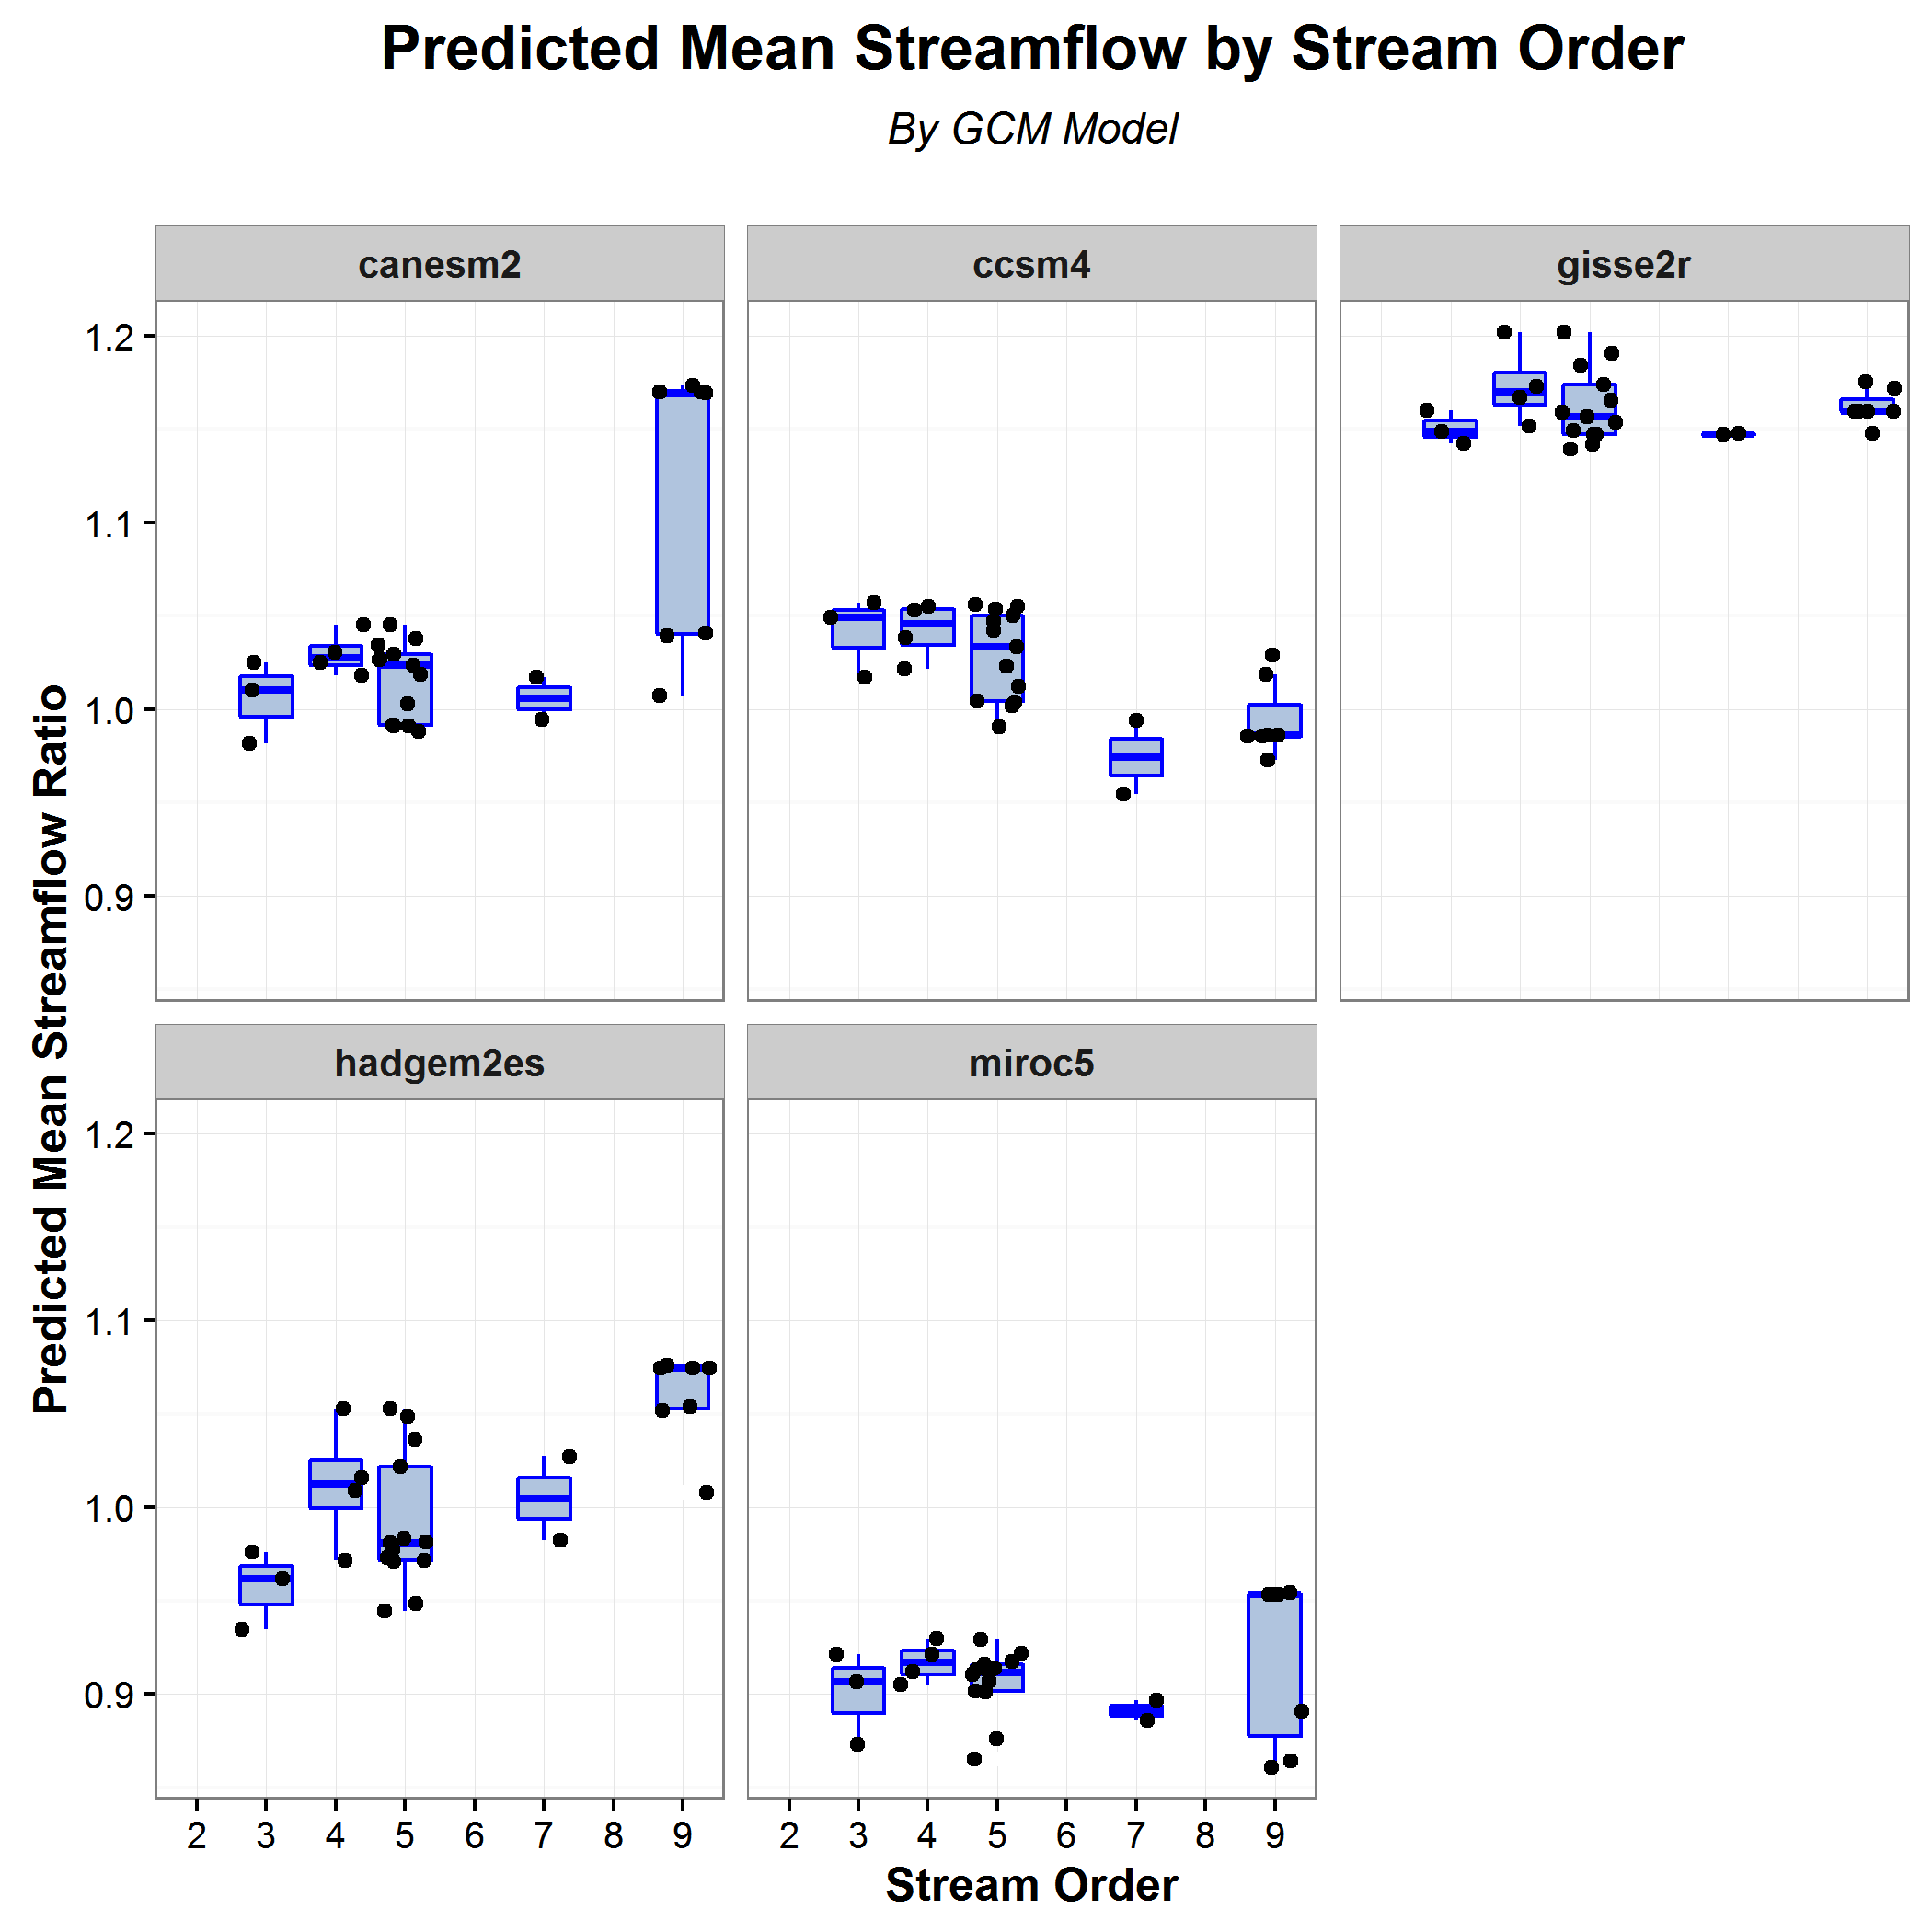 Predicted Mean Streamflow by Stream Order
By GCM Model
canesm2
ccsm4
gisse2r
1.2
1.1
1.0
0.9
Predicted Mean Streamflow Ratio
hadgem2es
miroc5
1.2
1.1
1.0
0.9
2 3 4 5 6 7 8 9
2 3 4 5 6 7 8 9
Stream Order